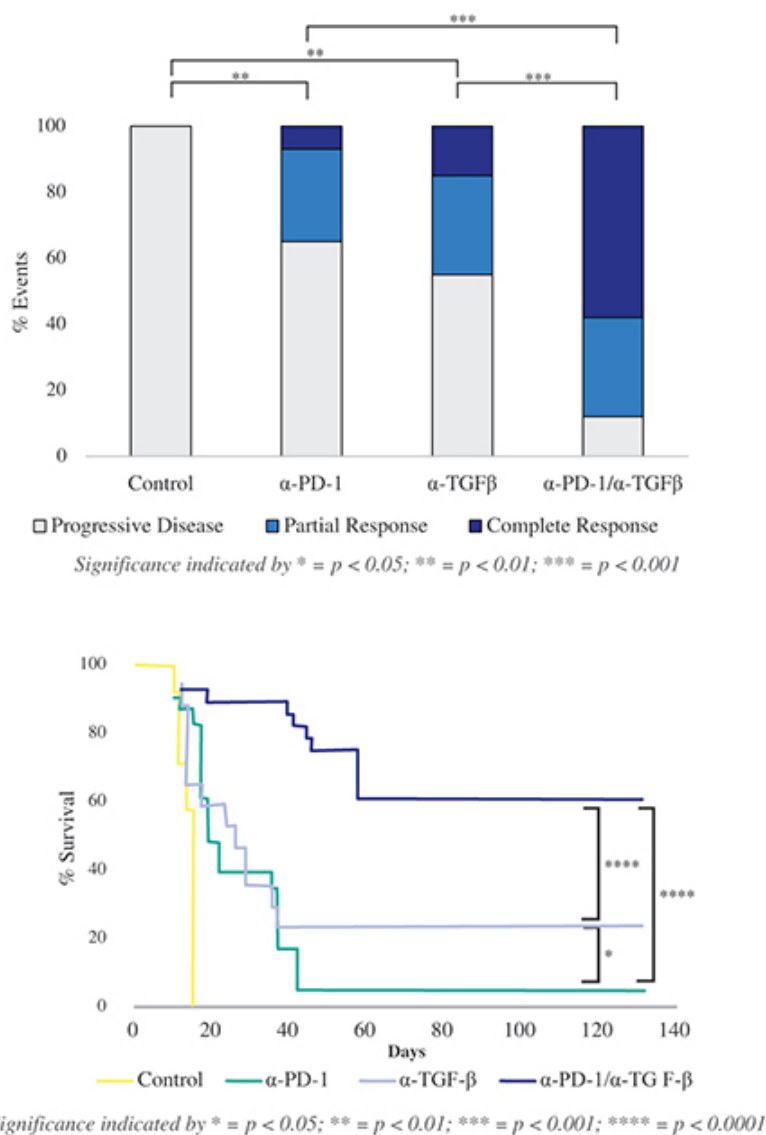 ***
**
** ***
100
80
60
40
20
0
% Events
Control α-PD-1 α-TGFβ α-PD-1/α-TGFβ
Progressive Disease Partial Response Complete Response
Significance indicated by * = p < 0.05; ** = p < 0.01; *** = p < 0.001
100
80
60
40
20
0
% Survival
****
****
*
0 20 40 60 80 100 120 140
Days
Control α-PD-1 α-TGF-β α-PD-1/α-TG F-β
ignificance indicated by * = p < 0.05; ** = p < 0.01; *** = p < 0.001; **** = p < 0.0001